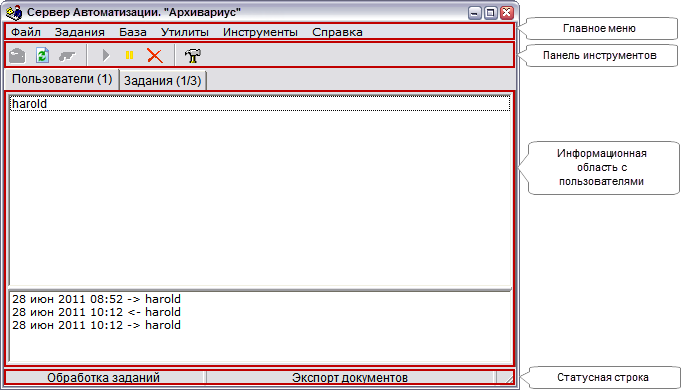 Сервер Автоматизации. "Архивариус"
Файл Задания База Утилиты Инструменты Справка
Главное меню
Панель инструментов
Пользователи (1) Задания (1/3)
harold
Информационная
область с
пользователями
28 июн 2011 08:52 -> harold
28 июн 2011 10:12 <- harold
28 июн 2011 10:12 -> harold
Обработка заданий Экспорт документов
Статусная строка